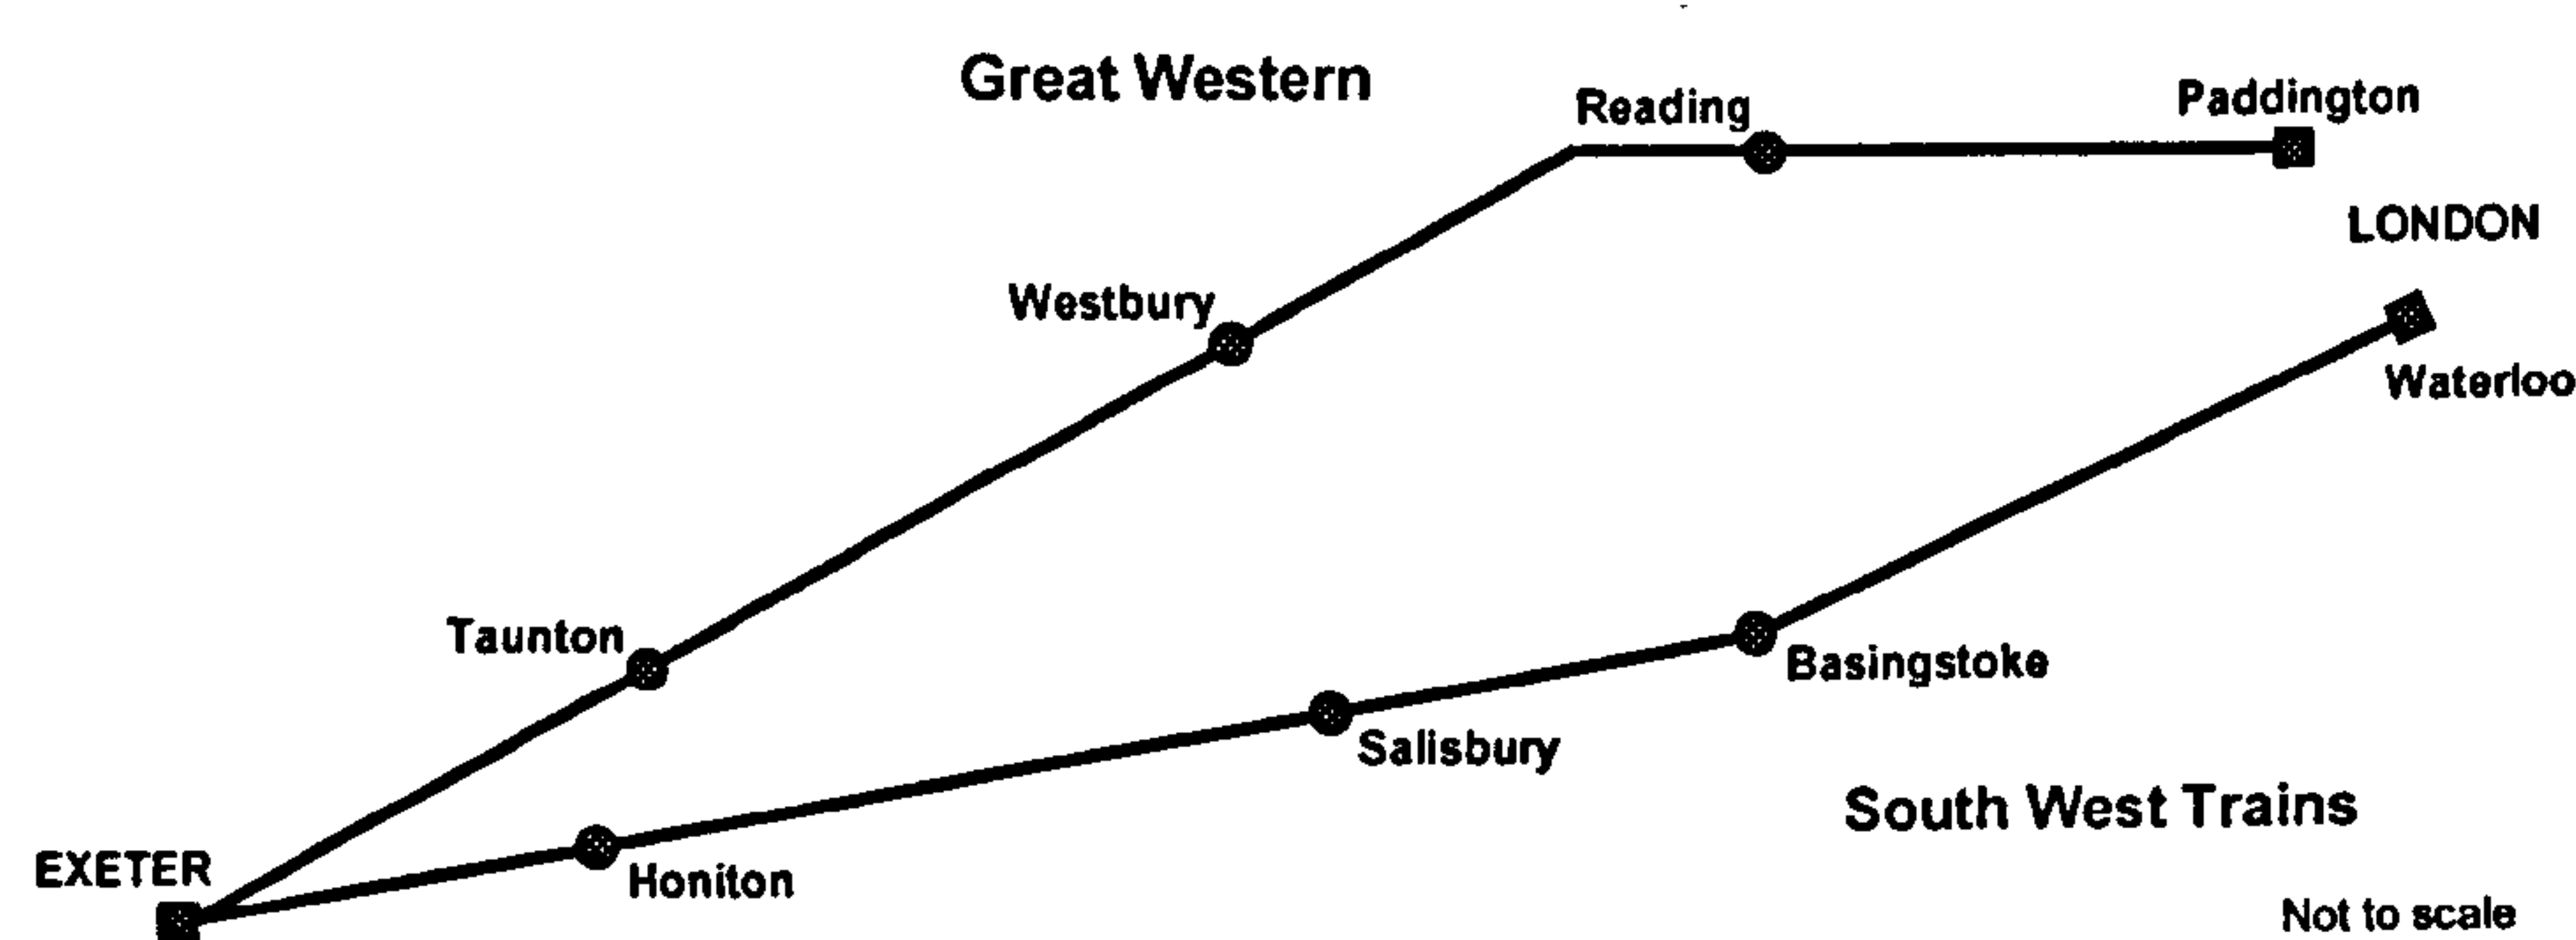 Great Western
Reading
Paddington
LONDON
Westbury
Waterloo
Taunton
Basingstoke
Salisbury
South West Trains
EXETER
Honiton
Not to scale